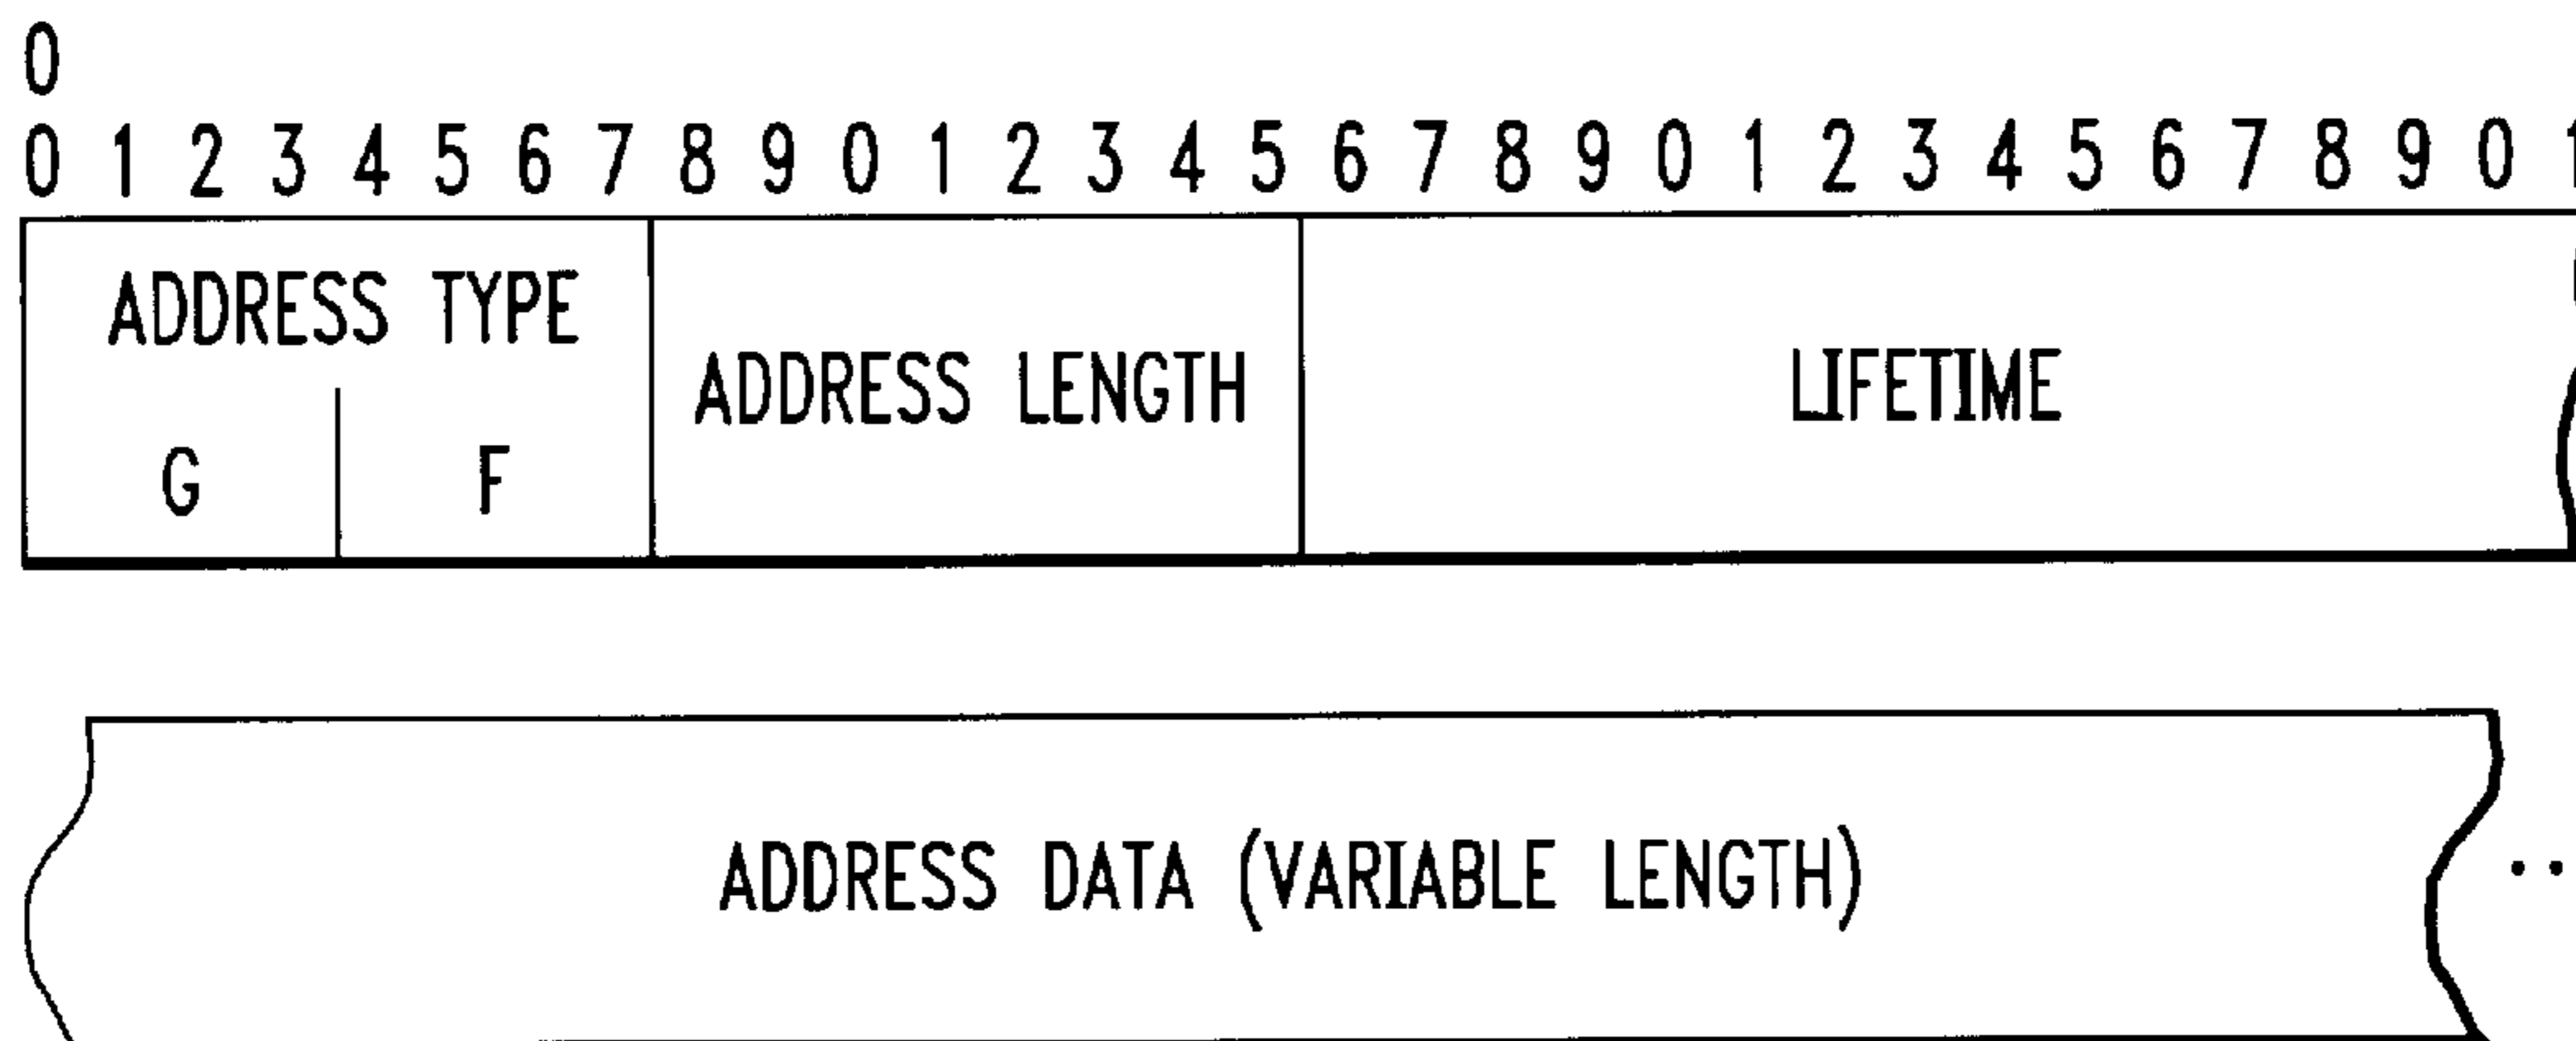 0
0 1 2 3 4 5 6 7 8 9 0 1 2 3 4 5 6 7 8 9 0 1 2 3 4 5 6 7 8 9 0 1
ADDRESS TYPE
ADDRESS LENGTH
LIFETIME
G F
ADDRESS DATA (VARIABLE LENGTH) ..